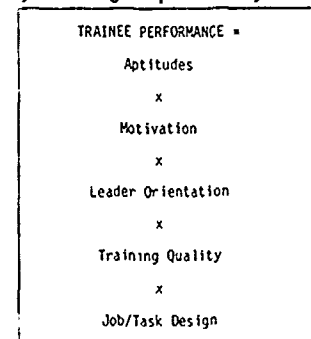 TRAINEE PERFORMANCE =
Aptitudes
x
Motivation
x
Leader Orientation
x
Training Quality
x
Job/Task Design